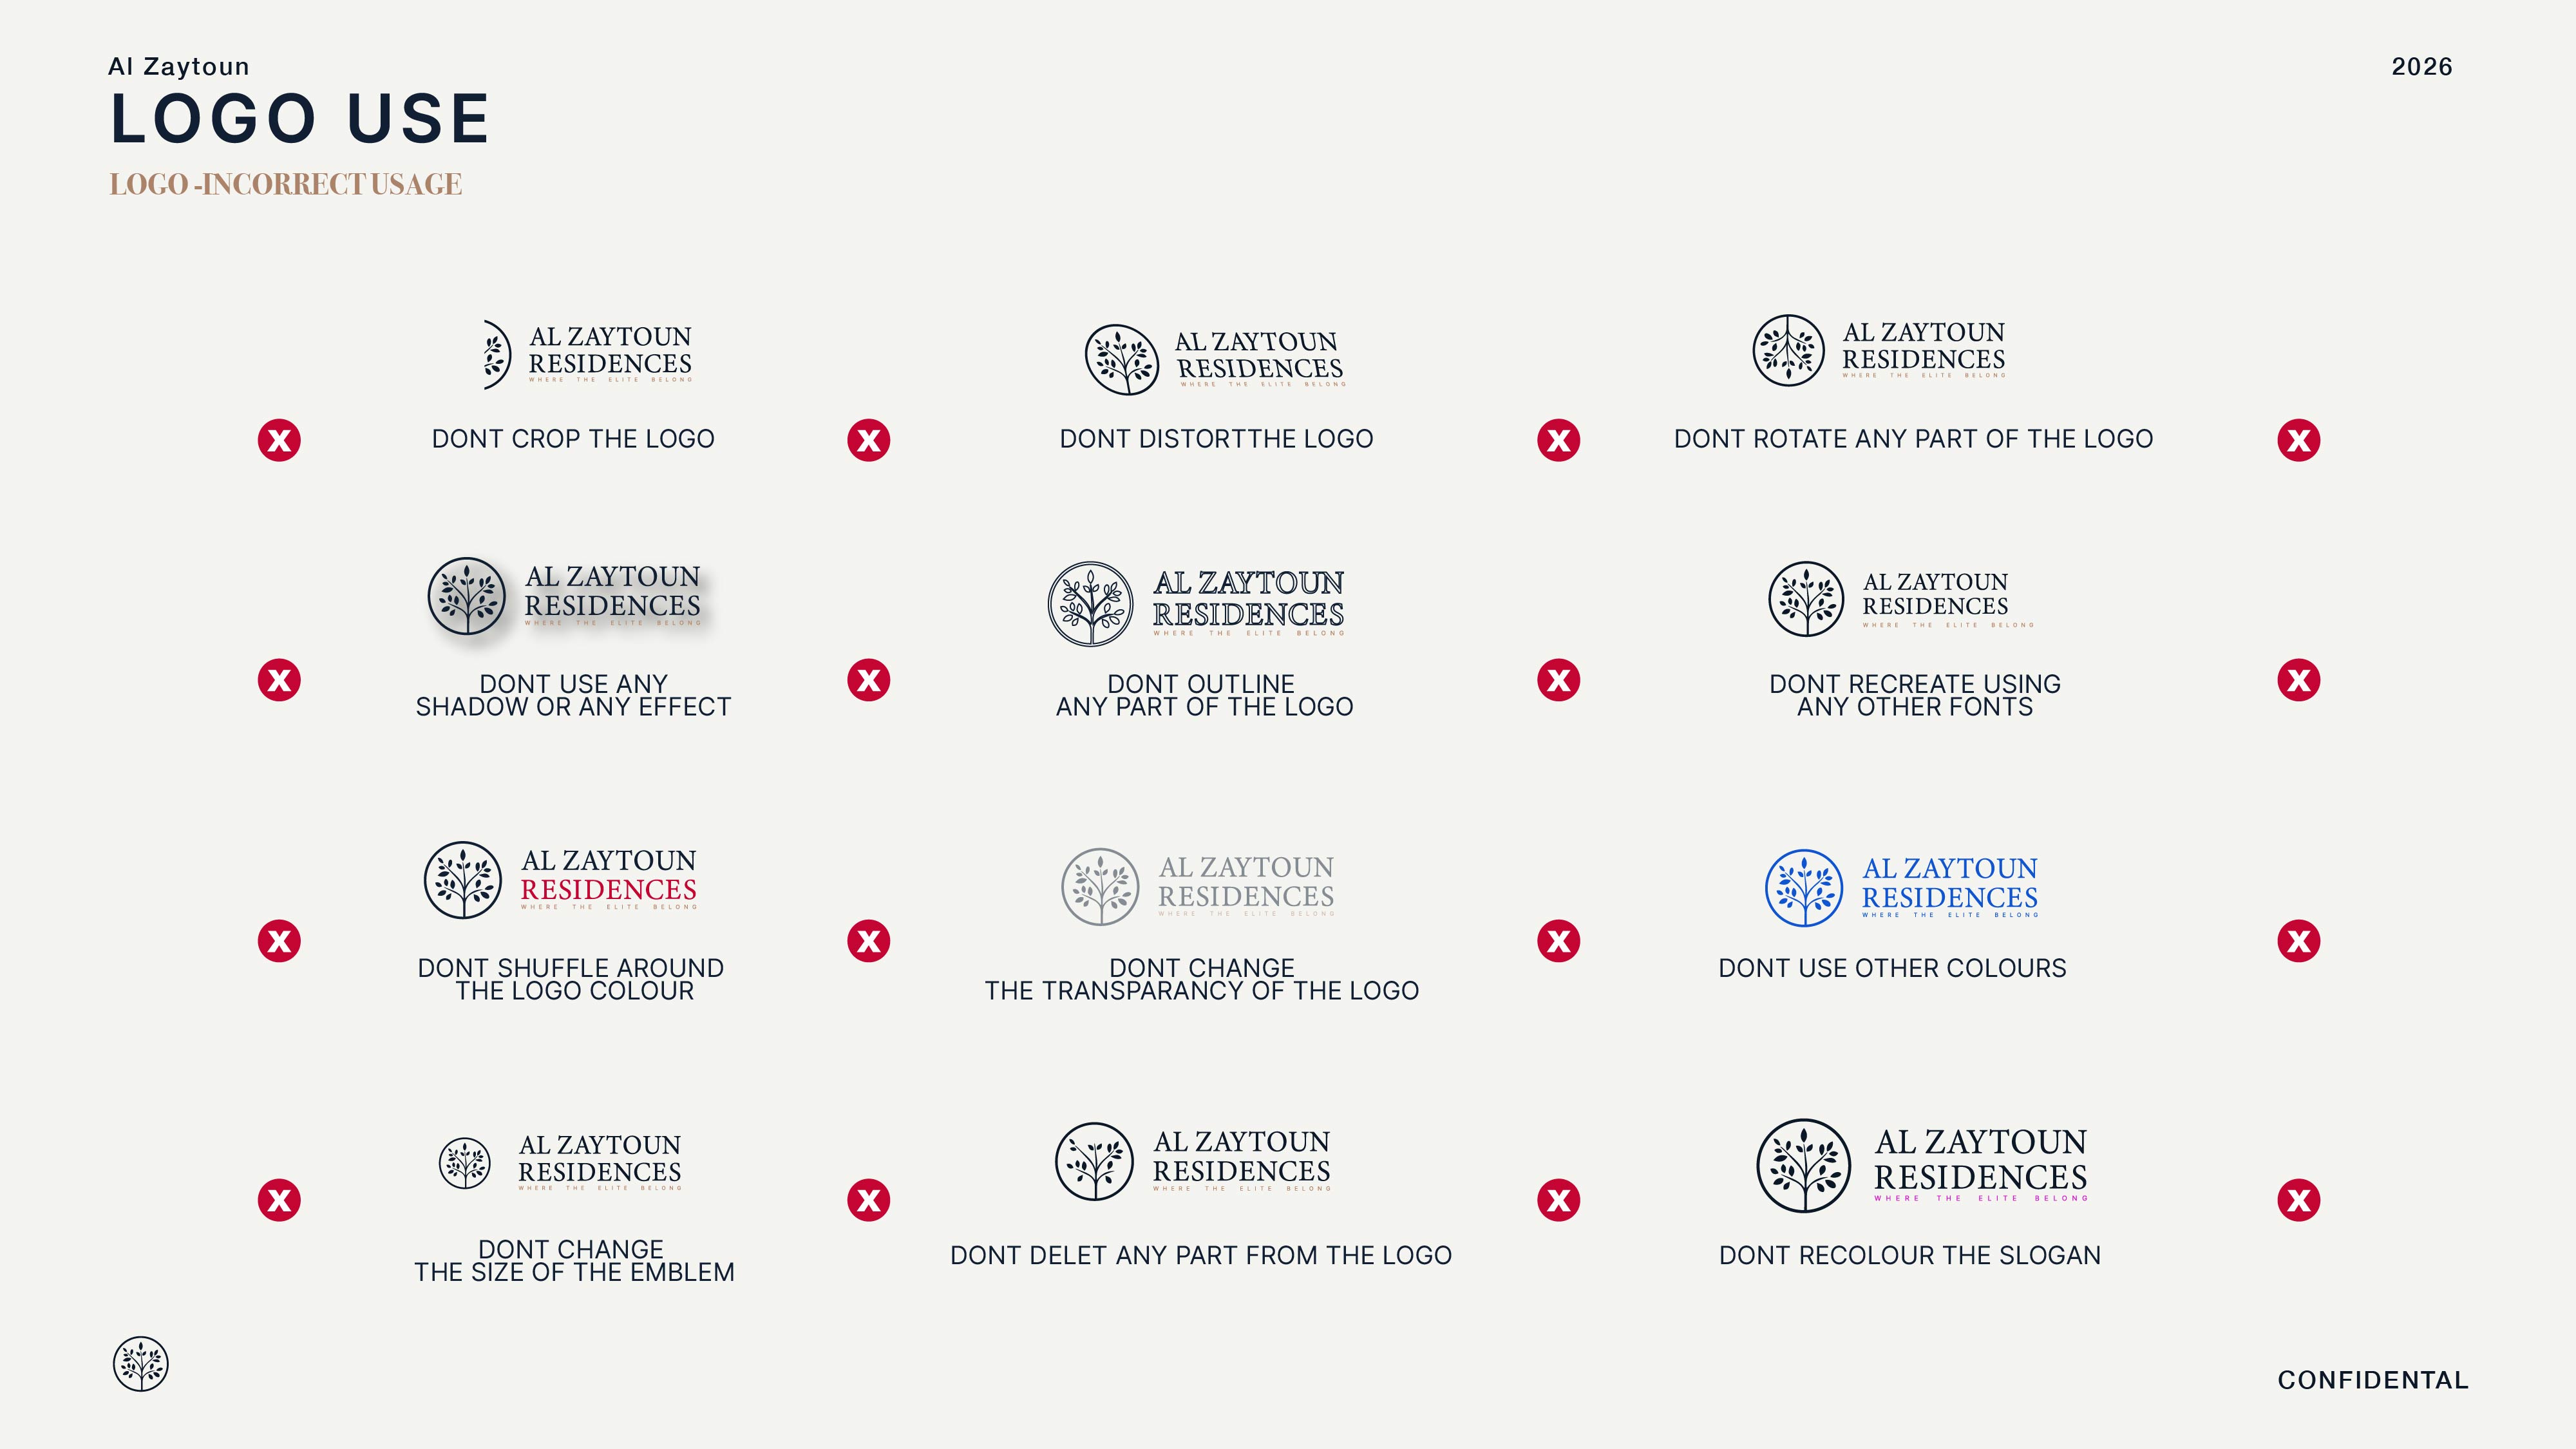 Al Zaytoun
2026
LOGO USE
LOGO -INCORRECT USAGE
AL ZAYTOUN
RESIDENCES
WHERE THE ELITE BELONG
AL ZAYTOUN
RESIDENCES
WHERE THE ELITE BELONG
AL ZAYTOUN
RESIDENCES
WHERE THE ELITE BELONG
X
DONT CROP THE LOGO
X
DONT DISTORTTHE LOGO
X
DONT ROTATE ANY PART OF THE LOGO
X
AL ZAYTOUN
RESIDENCES
WHERE THE ELITE BELONG
AL ZAYTOUN
RESIDENCES
WHERE THE ELITE BELONG
AL ZAYTOUN
RESIDENCES
WHERE THE ELITE BELONG
X
DONT USE ANY
SHADOW OR ANY EFFECT
X
DONT OUTLINE
ANY PART OF THE LOGO
X
DONT RECREATE USING
ANY OTHER FONTS
X
AL ZAYTOUN
RESIDENCES
WHERE THE ELITE BELONG
AL ZAYTOUN
RESIDENCES
WHERE THE ELITE BELONG
AL ZAYTOUN
RESIDENCES
WHERE THE ELITE BELONG
X
DONT SHUFFLE AROUND
THE LOGO COLOUR
X
DONT CHANGE
THE TRANSPARANCY OF THE LOGO
X
DONT USE OTHER COLOURS
X
AL ZAYTOUN
RESIDENCES
WHERE THE ELITE BELONG
AL ZAYTOUN
RESIDENCES
WHERE THE ELITE BELONG
AL ZAYTOUN
RESIDENCES
WHERE THE ELITE BELONG
X
DONT CHANGE
THE SIZE OF THE EMBLEM
X
DONT DELET ANY PART FROM THE LOGO
X
DONT RECOLOUR THE SLOGAN
X
CONFIDENTAL